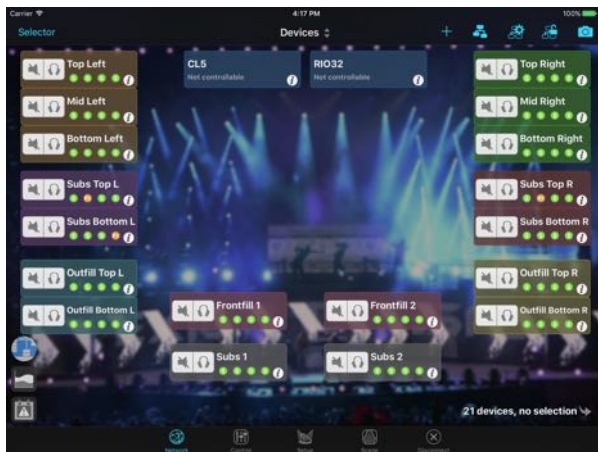 Carrier
4:17 PM
100%
Selector
Devices
Top Left
CL5
Not controllable
RIO32
Not controllable
Top Right
Mid Left
Mid Right
Bottom Left
Bottom Right
Subs Top L
Subs Top R
Subs Bottom L
Subs Bottom R
Outfill Top L
Outfill Top R
Outfill Bottom L
Frontfill 1
Frontfill 2
Outfill Bottom R
Subs 1
Subs 2
21 devices, no selection
Network
Control
Setup
Scene
Disconnect